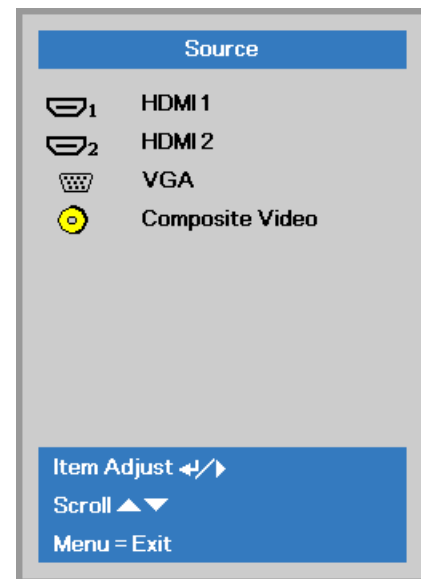 Source
1 HDMI 1
2 HDMI 2
VGA
Composite Video
Item Adjust ↵/▶
Scroll ▲▼
Menu = Exit